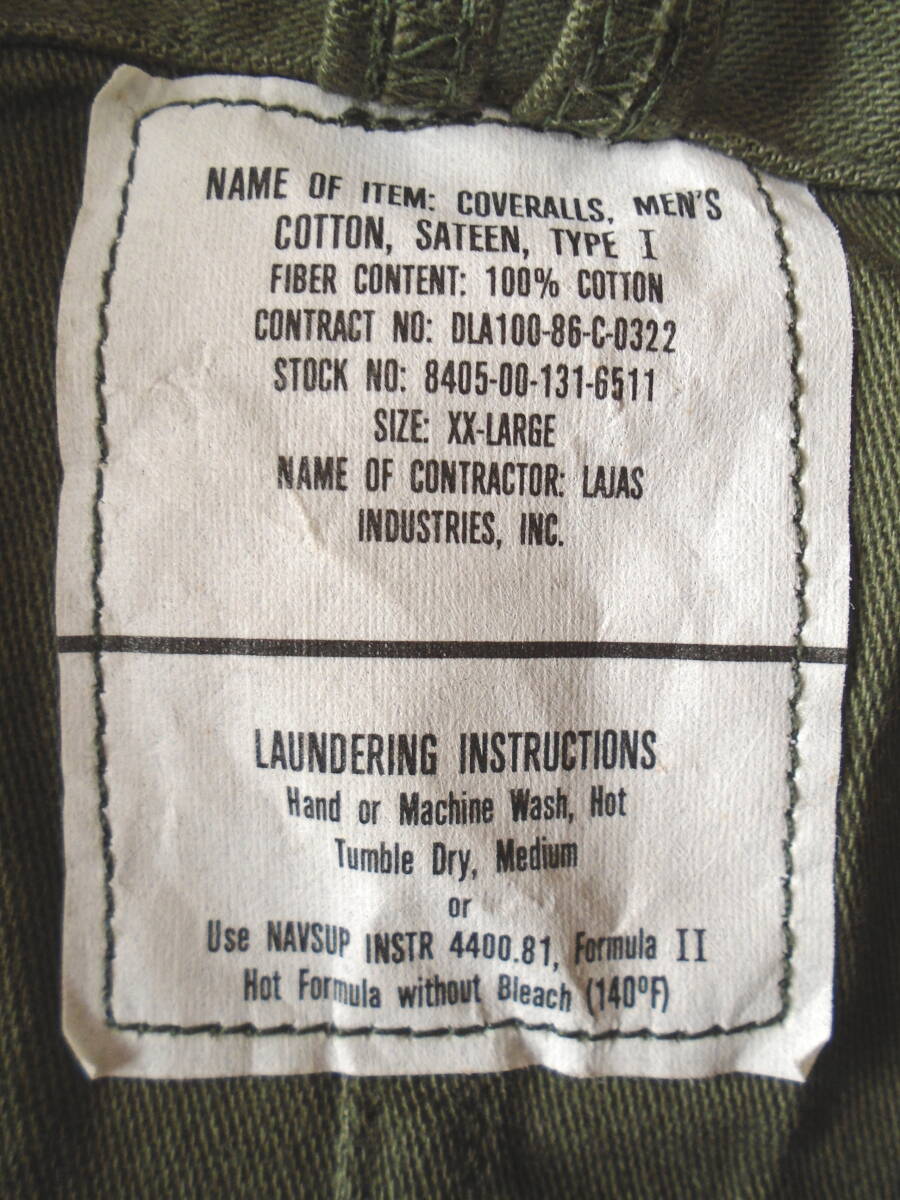 NAME OF ITEM: COVERALLS, MEN'S
COTTON, SATEEN, TYPE I
FIBER CONTENT: 100% COTTON
CONTRACT NO: DLA100-86-C-0322
STOCK NO: 8405-00-131-6511
SIZE: XX-LARGE
NAME OF CONTRACTOR: LAJAS
INDUSTRIES, INC.
LAUNDERING INSTRUCTIONS
Hand or Machine Wash, Hot
Tumble Dry, Medium
or
Use NAVSUP INSTR 4400.81, Formula II
Hot Formula without Bleach (140ºF)